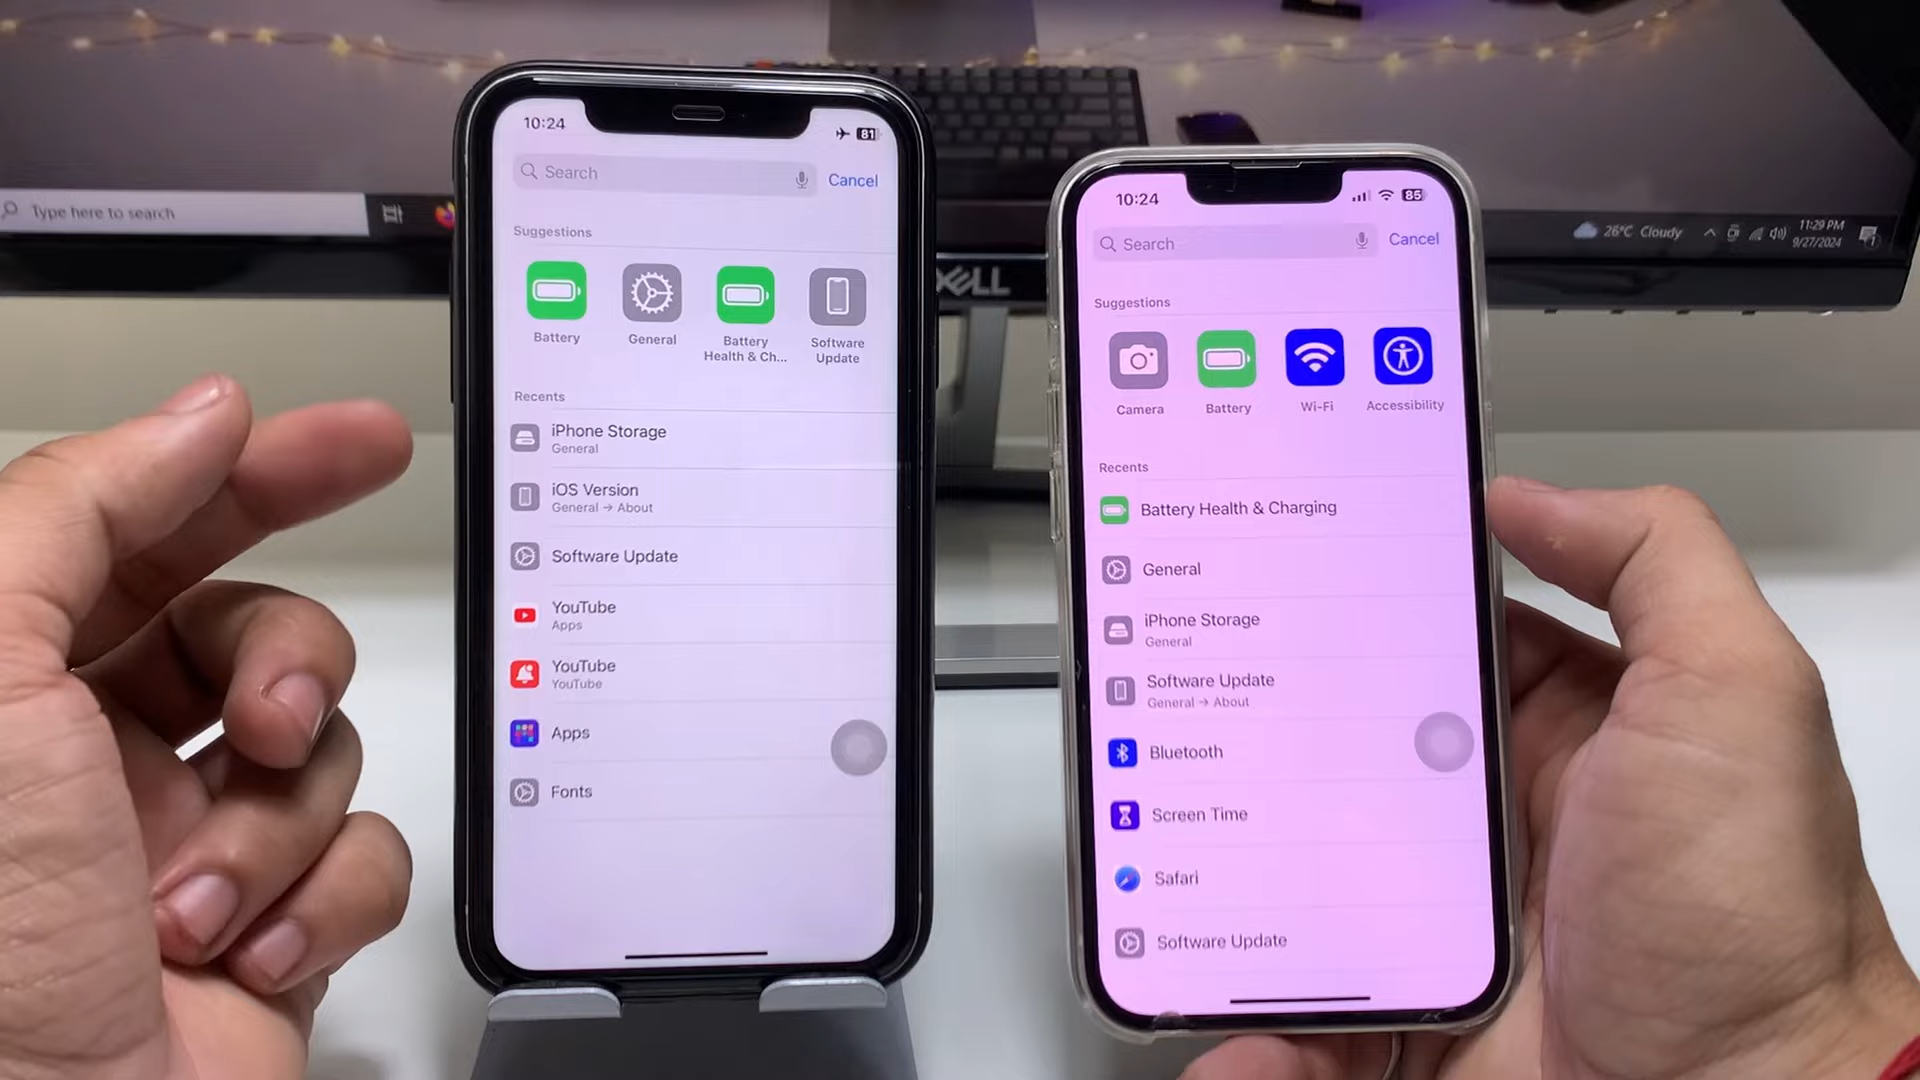 10:24
81
Search
Cancel
Suggestions
Battery
General
Battery
Health & Ch...
Software
Update
Recents
iPhone Storage
General
iOS Version
General → About
Software Update
YouTube
Apps
YouTube
YouTube
Apps
Fonts
10:24
85
Search
Cancel
Suggestions
Camera
Battery
Wi-Fi
Accessibility
Recents
Battery Health & Charging
General
iPhone Storage
General
Software Update
General → About
Bluetooth
Screen Time
Safari
Software Update
Type here to search
DELL
26°C Cloudy
11:29 PM
9/27/2024
1